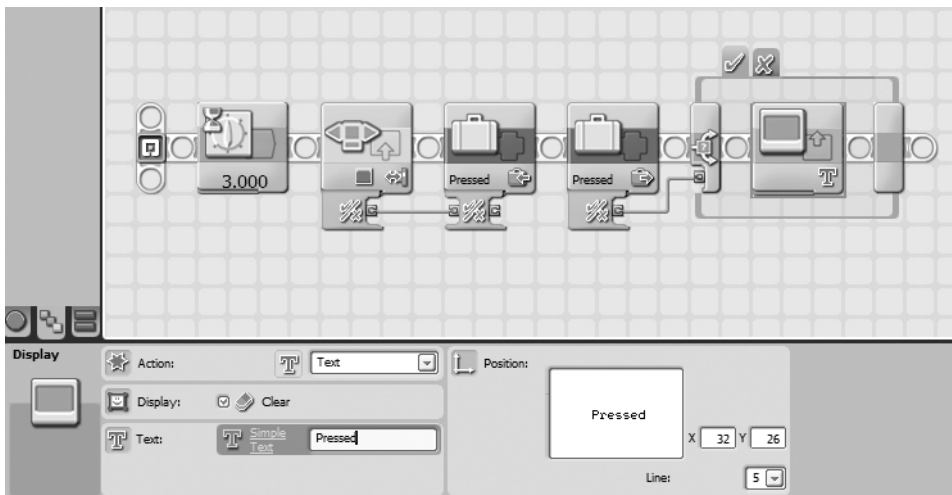 3.000
Pressed
Pressed
T
Display
Action:
T
Text
Position:
Display:
Clear
Pressed
Text:
T
Simple
Text
Pressed
X 32 Y 26
Line:
5